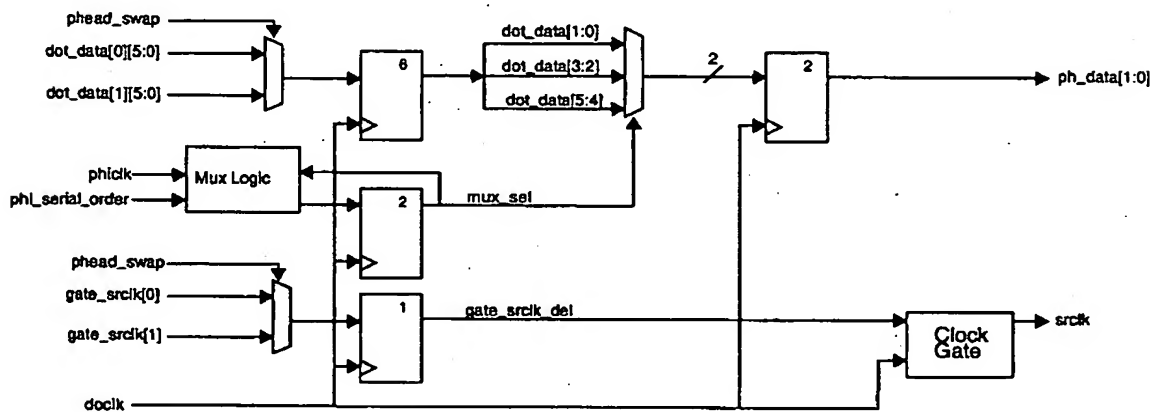 phead_swap
dot_data[0][5:0]
dot_data[1][5:0]
6
dot_data[1:0]
dot_data[3:2]
dot_data[5:4]
2
2
ph_data[1:0]
phiclk
phi_serial_order
Mux Logic
2
mux_sel
phead_swap
gate_srclk[0]
gate_srclk[1]
1
gate_srclk_del
Clock
Gate
srclk
doclk